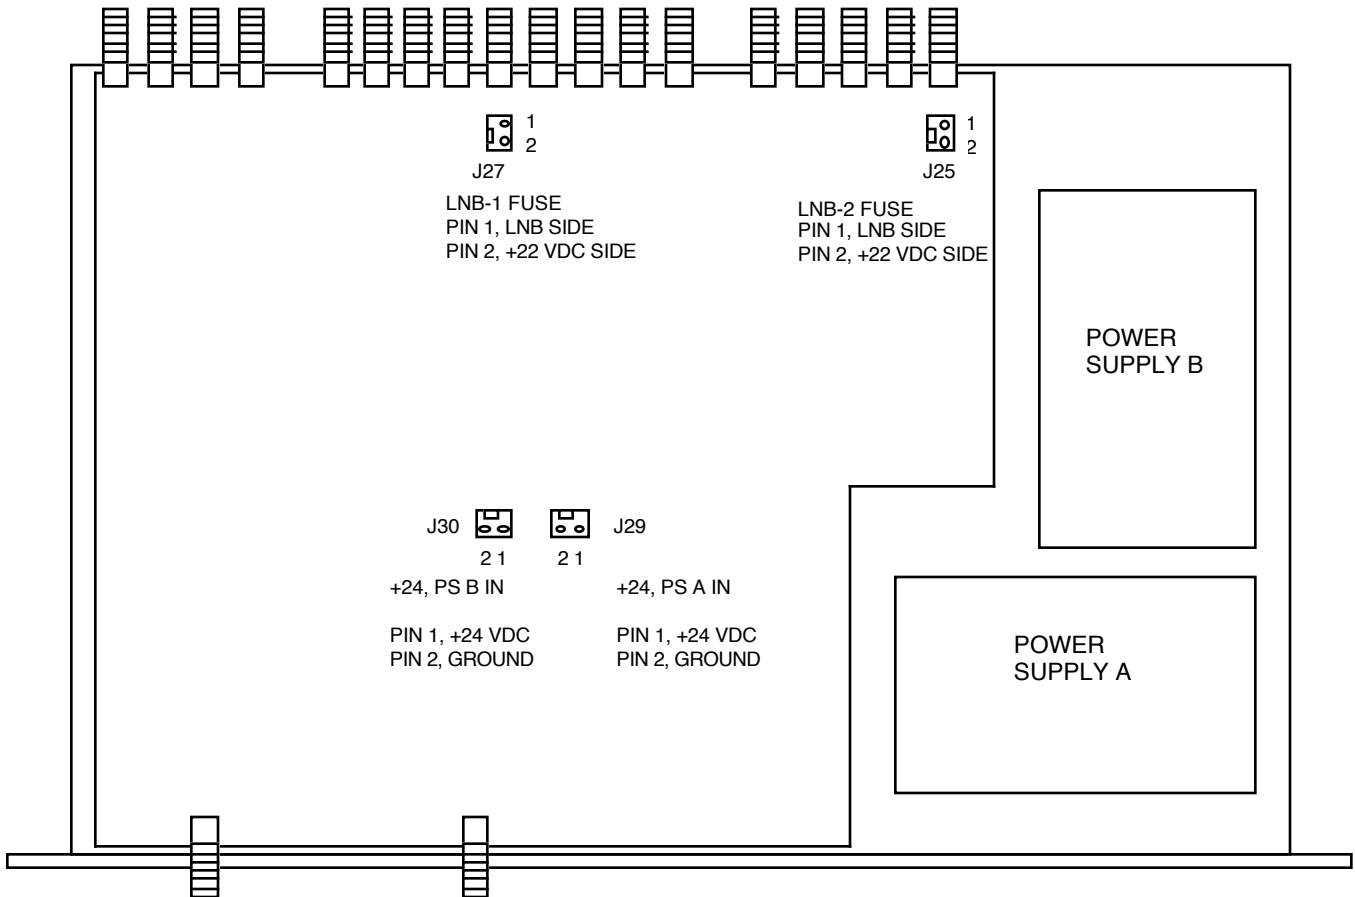 1
2
J27
LNB-1 FUSE
PIN 1, LNB SIDE
PIN 2, +22 VDC SIDE
1
2
J25
LNB-2 FUSE
PIN 1, LNB SIDE
PIN 2, +22 VDC SIDE
POWER
SUPPLY B
J30
2 1
+24, PS B IN
PIN 1, +24 VDC
PIN 2, GROUND
J29
2 1
+24, PS A IN
PIN 1, +24 VDC
PIN 2, GROUND
POWER
SUPPLY A